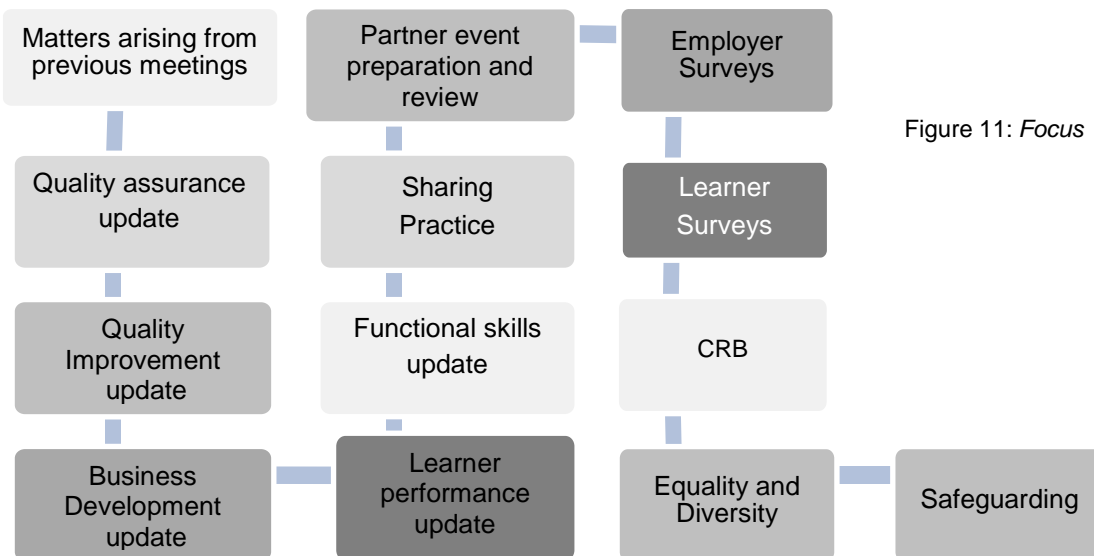 Matters arising from
previous meetings
Quality assurance
update
Quality
Improvement
update
Business
Development
update
Learner
performance
update
Functional skills
update
Sharing
Practice
Partner event
preparation and
review
Employer
Surveys
Learner
Surveys
CRB
Equality and
Diversity
Safeguarding
Figure 11: Focus